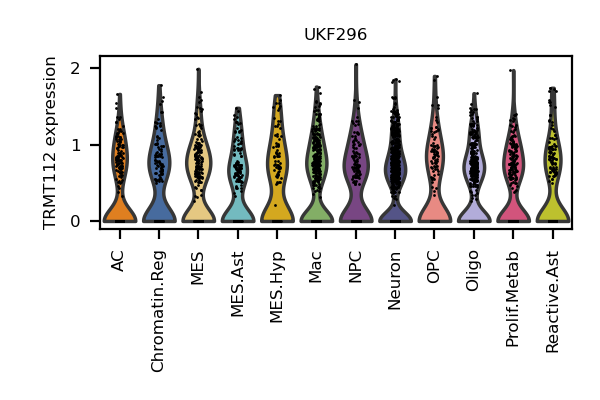 UKF296
TRMT112 expression
2
1
0
AC
Chromatin.Reg
MES
MES.Ast
MES.Hyp
Mac
NPC
Neuron
OPC
Oligo
Prolif.Metab
Reactive.Ast